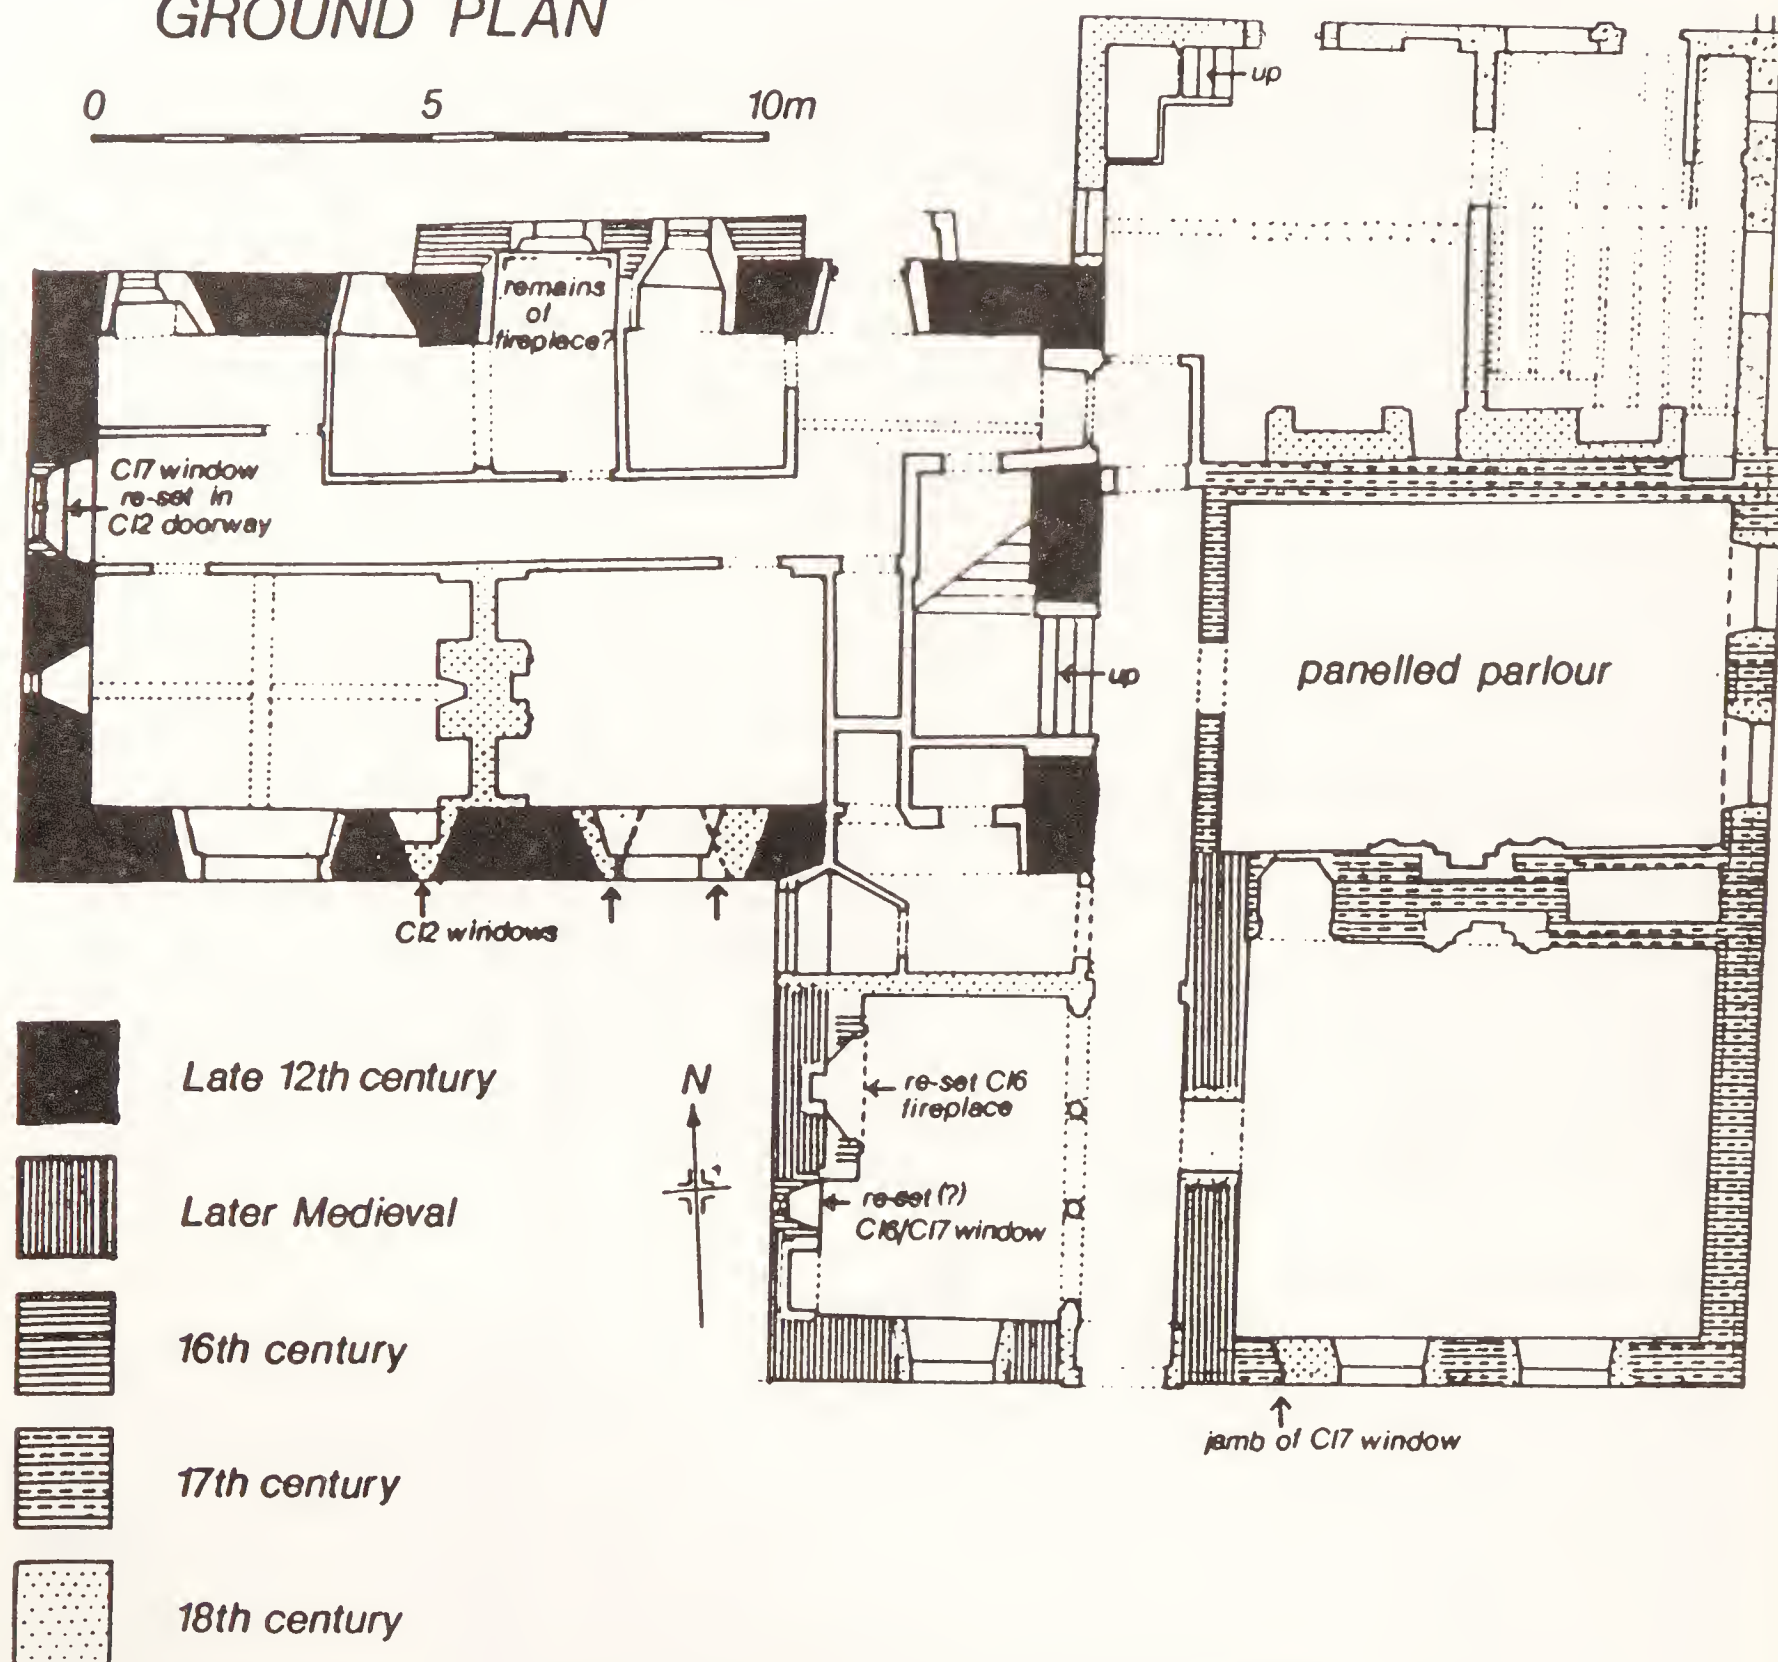 GROUND PLAN
0 5 10m
up
remains
of
fireplace?
C17 window
re-set in
C12 doorway
panelled parlour
up
C12 windows
Late 12th century
N
re-set C16
fireplace
Later Medieval
re-set (?)
C16/C17 window
16th century
jamb of C17 window
17th century
18th century